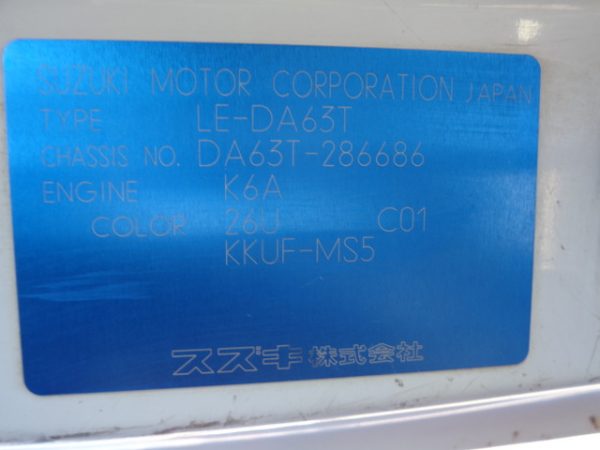 SUZUKI MOTOR CORPORATION JAPAN
TYPE LE-DA63T
CHASSIS NO. DA63T-286686
ENGINE K6A
COLOR 26U C01
KKUF-MS5
スズキ株式会社